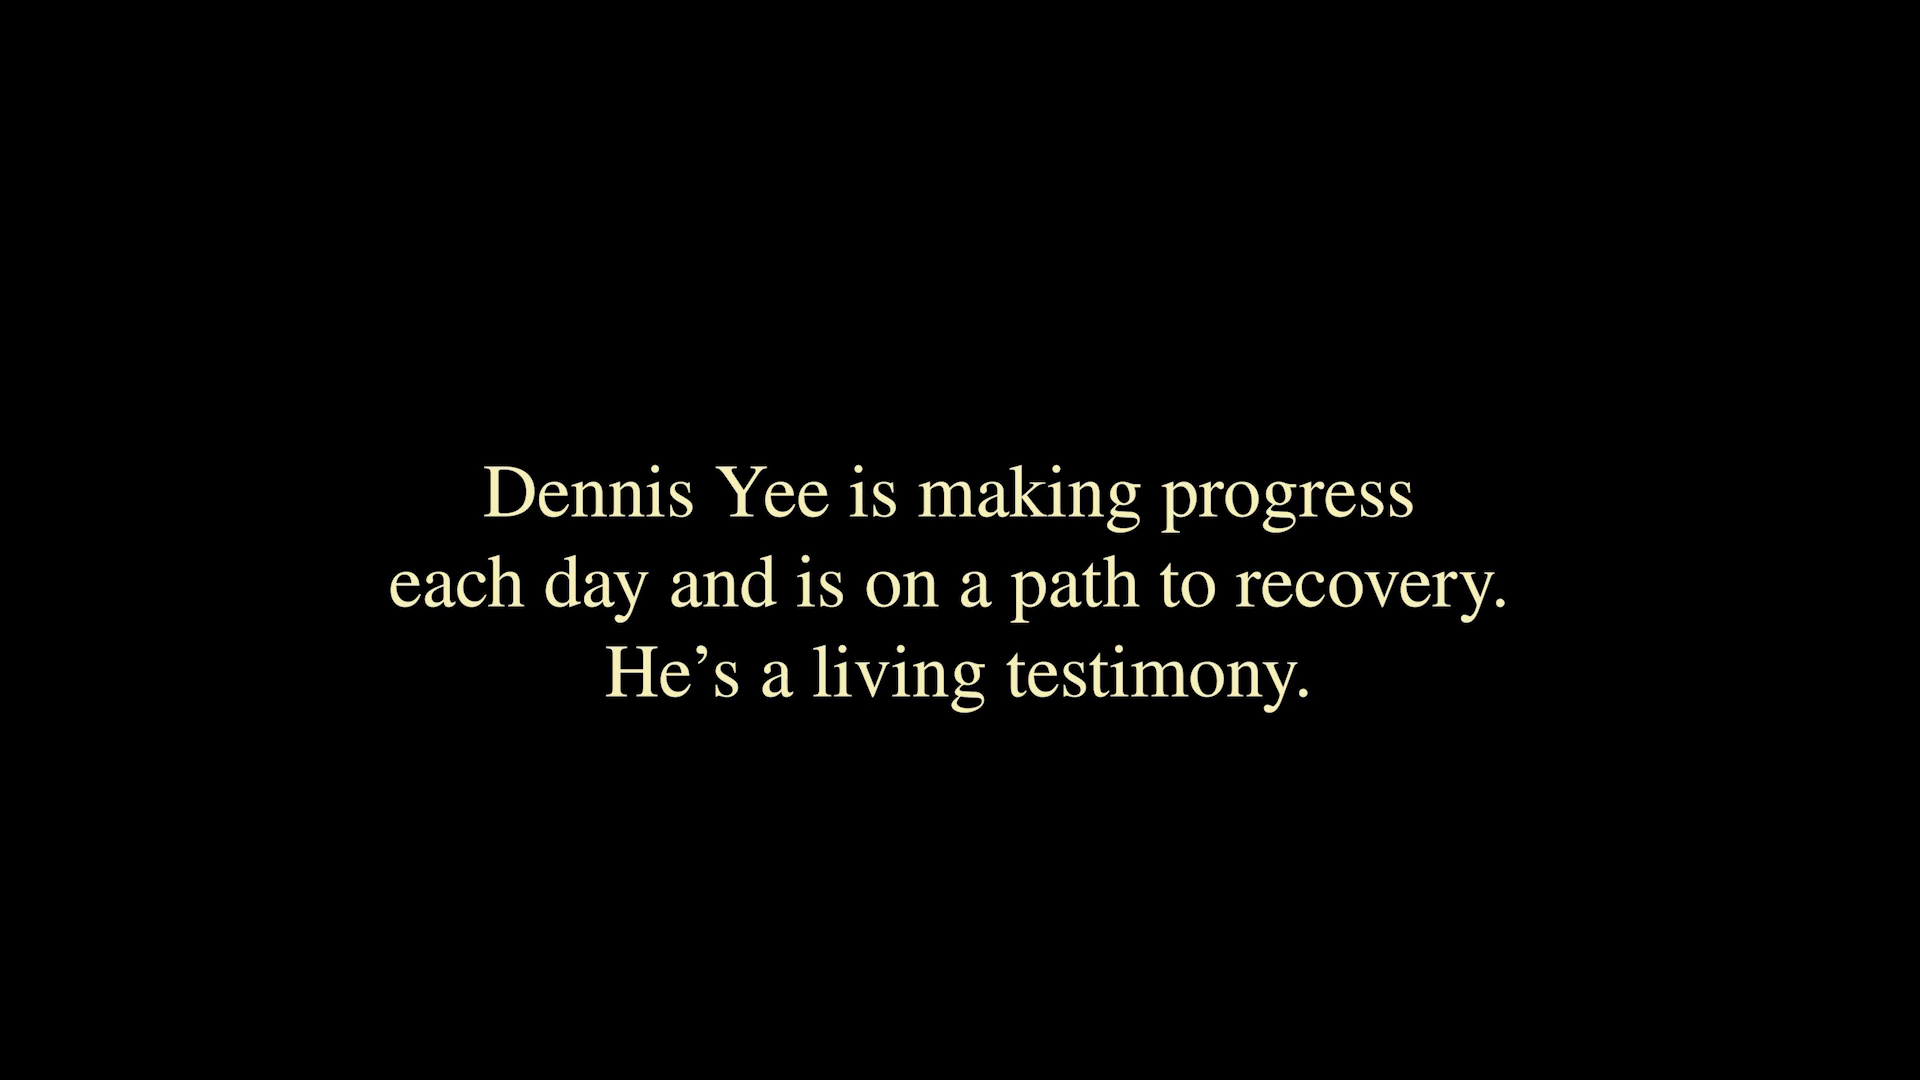 Dennis Yee is making progress
each day and is on a path to recovery.
He’s a living testimony.